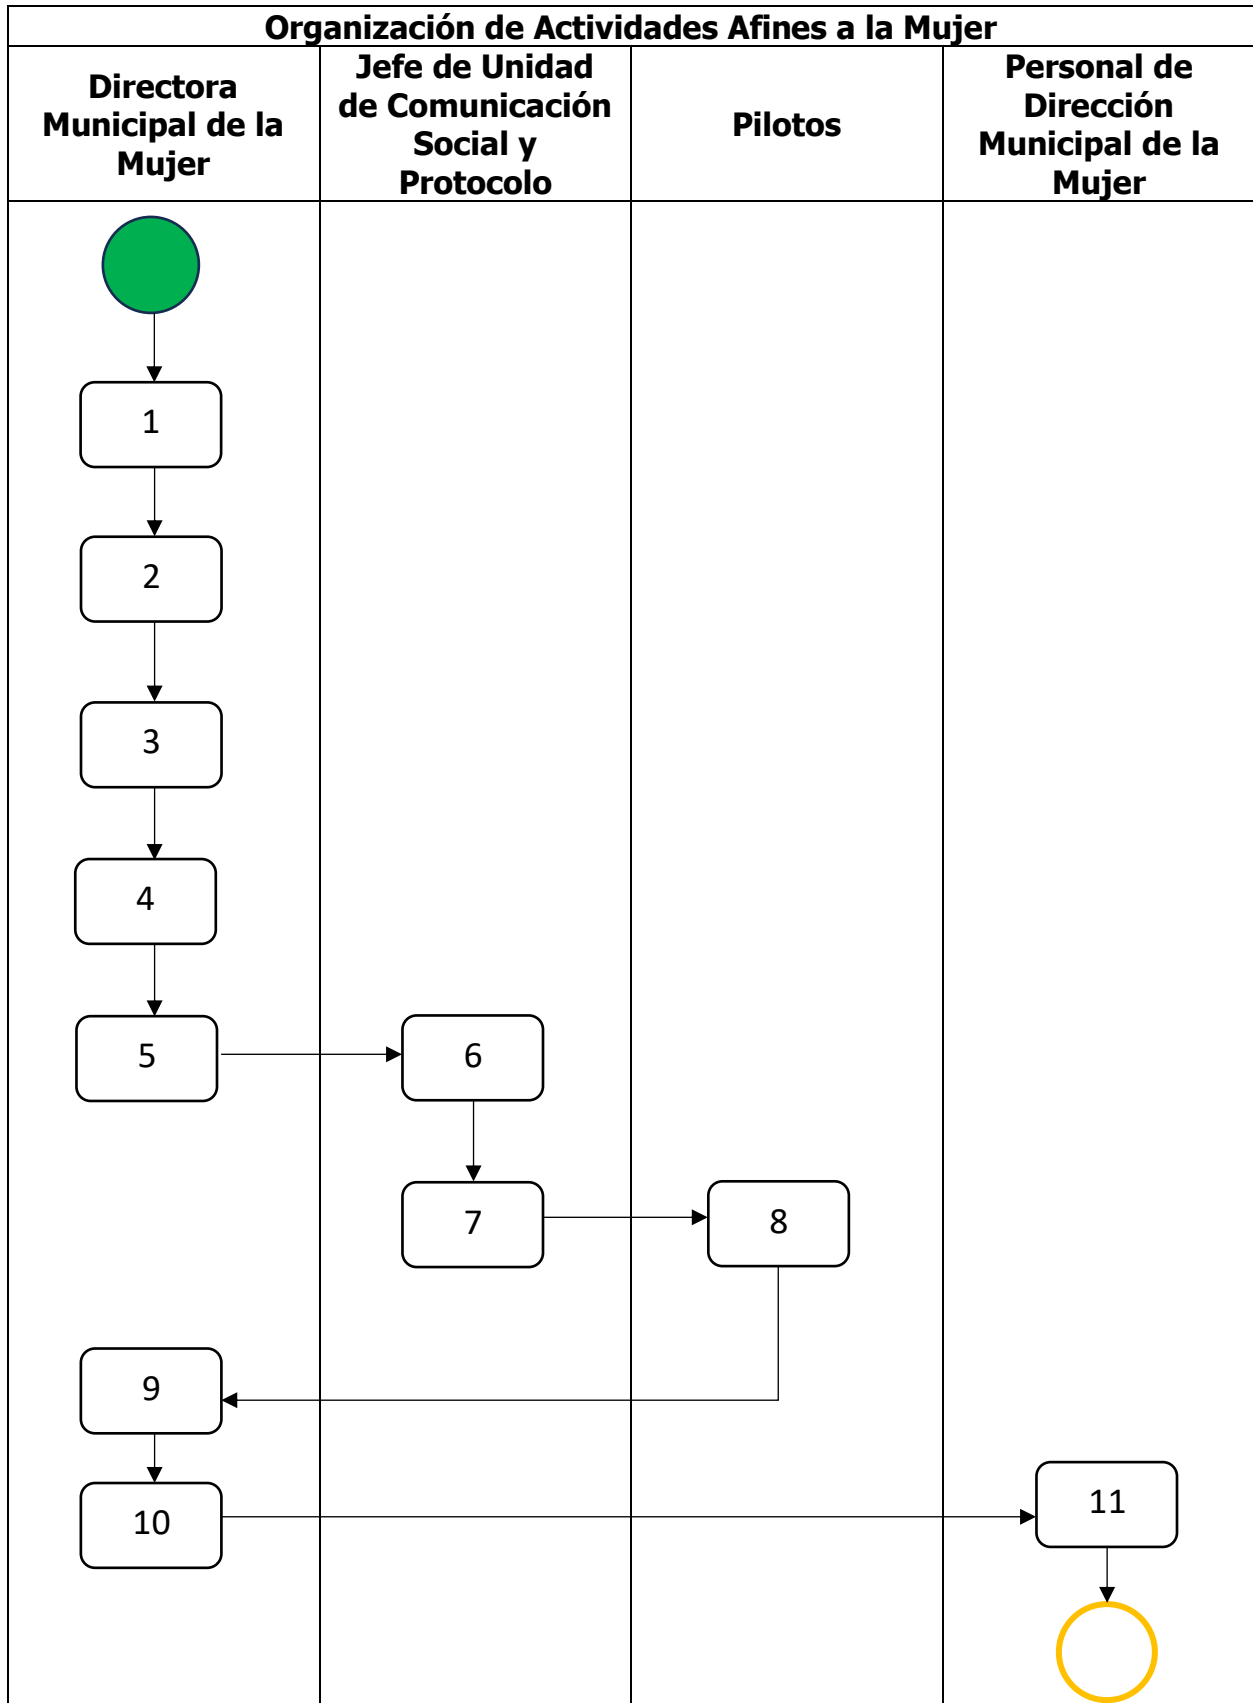 Organización de Actividades Afines a la Mujer
Directora
Municipal de la
Mujer
Jefe de Unidad
de Comunicación
Social y
Protocolo
Pilotos
Personal de
Dirección
Municipal de la
Mujer
1
2
3
4
5
6
7
8
9
10
11